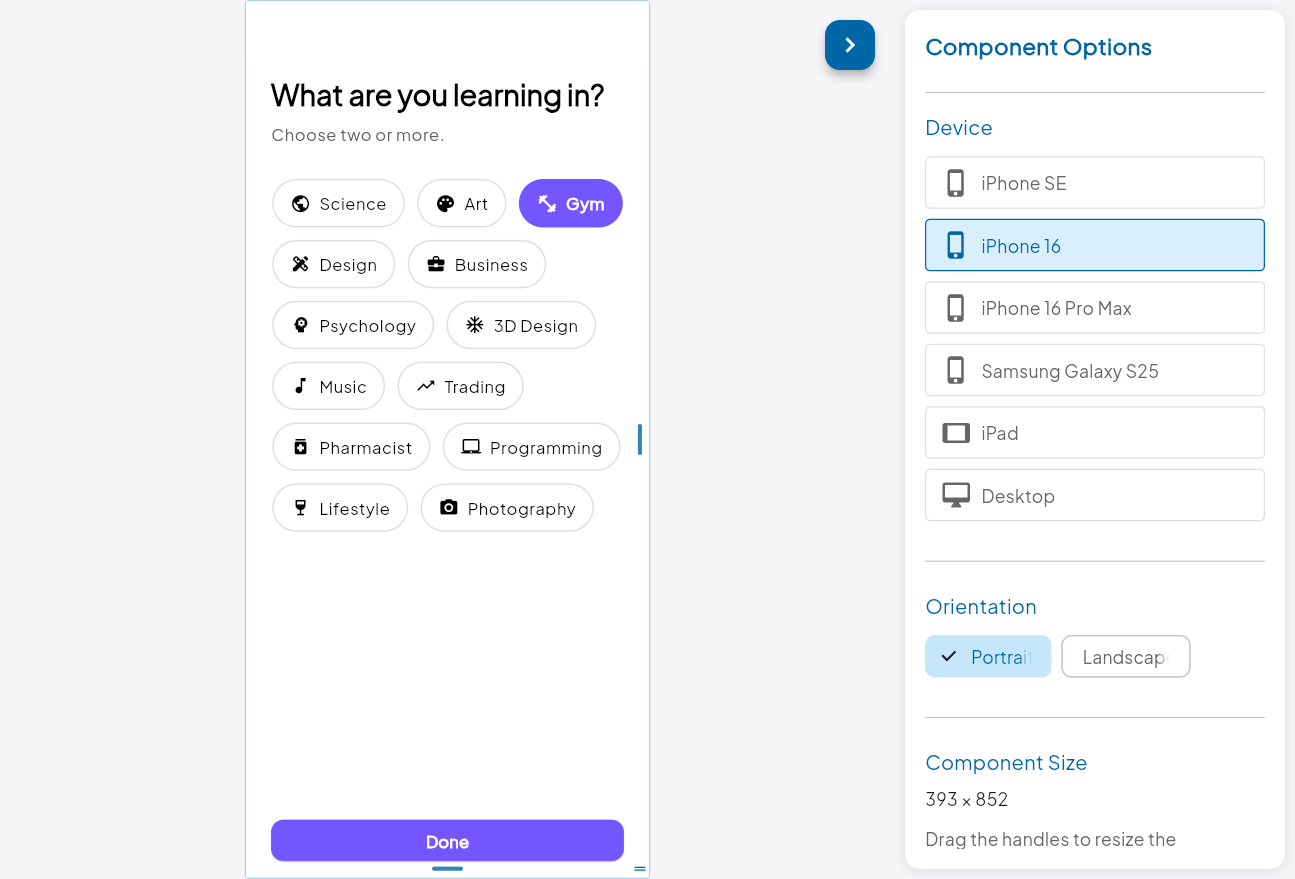 What are you learning in?
Choose two or more.
Science Art Gym
Design Business
Psychology 3D Design
Music Trading
Pharmacist Programming
Lifestyle Photography
Done
Component Options
Device
iPhone SE
iPhone 16
iPhone 16 Pro Max
Samsung Galaxy S25
iPad
Desktop
Orientation
Portrait Landscape
Component Size
393 × 852
Drag the handles to resize the